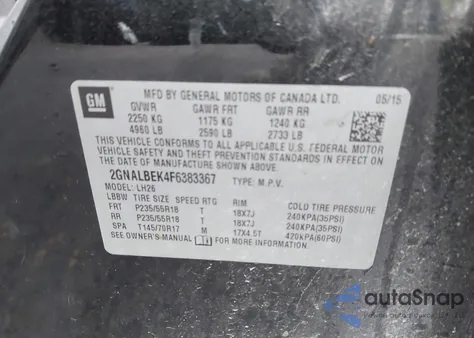 GM
MFD BY GENERAL MOTORS OF CANADA LTD. 05/15
GVWR GAWR FRT GAWR RR
2250 KG 1175 KG 1240 KG
4960 LB 2590 LB 2733 LB
THIS VEHICLE CONFORMS TO ALL APPLICABLE U.S. FEDERAL MOTOR
VEHICLE SAFETY AND THEFT PREVENTION STANDARDS IN EFFECT ON
THE DATE OF MANUFACTURE SHOWN ABOVE.
2GNALBEK4F6383367 TYPE: M.P.V.
MODEL: LH26
LBBW TIRE SIZE SPEED RTG RIM COLD TIRE PRESSURE
FRT P235/55R18 T 18X7J 240KPA(35PSI)
RR P235/55R18 T 18X7J 240KPA(35PSI)
SPA T145/70R17 M 17X4.5T 420KPA(60PSI)
SEE OWNER'S-MANUAL FOR MORE INFORMATION
autoSnap